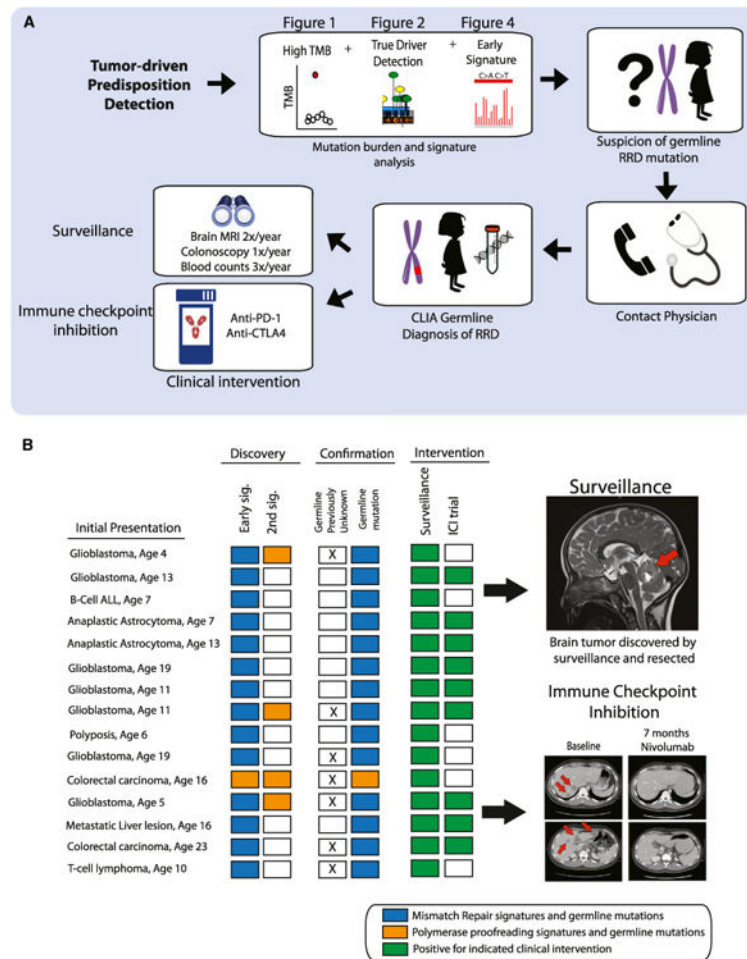 A
Figure 1
Figure 2
Figure 4
Tumor-driven
Predisposition
Detection
High TMB
+
True Driver
Detection
+
Early
Signature
C>A C>T
TMB
Mutation burden and signature
analysis
?
Suspicion of germline
RRD mutation
Surveillance
Brain MRI 2x/year
Colonoscopy 1x/year
Blood counts 3x/year
Immune checkpoint
inhibition
Anti-PD-1
Anti-CTLA4
Clinical intervention
CLIA Germline
Diagnosis of RRD
Contact Physician
B
Discovery
Confirmation
Intervention
Initial Presentation
Early sig.
2nd sig.
Germline
Previously
Unknown
Germline
mutation
Surveillance
ICI trial
Glioblastoma, Age 4
X
Glioblastoma, Age 13
B-Cell ALL, Age 7
Anaplastic Astrocytoma, Age 7
Anaplastic Astrocytoma, Age 13
Glioblastoma, Age 19
Glioblastoma, Age 11
Glioblastoma, Age 11
X
Polyposis, Age 6
Glioblastoma, Age 19
X
Colorectal carcinoma, Age 16
X
Glioblastoma, Age 5
X
Metastatic Liver lesion, Age 16
Colorectal carcinoma, Age 23
X
T-cell lymphoma, Age 10
X
Surveillance
Brain tumor discovered by
surveillance and resected
Immune Checkpoint
Inhibition
Baseline
7 months
Nivolumab
Mismatch Repair signatures and germline mutations
Polymerase proofreading signatures and germline mutations
Positive for indicated clinical intervention